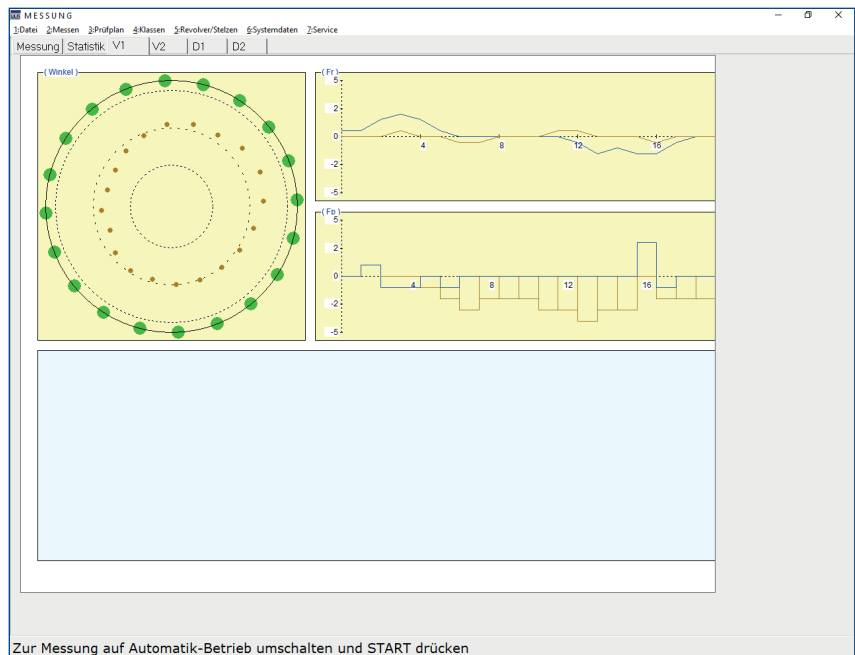 MESSUNG
1:Datei 2:Messen 3:Prüfplan 4:Klassen 5:Revolver/Stelzen 6:Systemdaten 7:Service
Messung Statistik V1 V2 D1 D2
(Winkel)
(Fr)
5
2
0
-2
-5
4 8 12 16
(Fp)
5
2
0
-2
-5
4 8 12 16
Zur Messung auf Automatik-Betrieb umschalten und START drücken